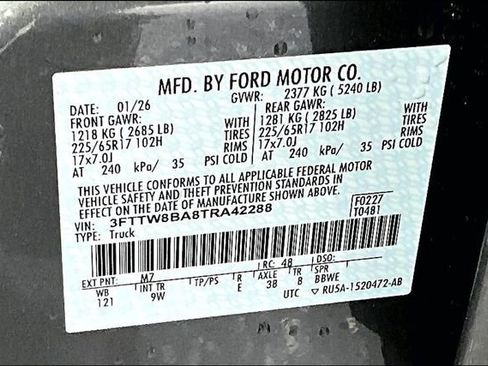 MFD. BY FORD MOTOR CO.
DATE: 01/26 GVWR: 2377 KG ( 5240 LB)
FRONT GAWR: REAR GAWR:
1218 KG ( 2685 LB) WITH 1281 KG ( 2825 LB) WITH
225/65R17 102H TIRES 225/65R17 102H TIRES
17x7.0J RIMS 17x7.0J RIMS
AT 240 kPa/ 35 PSI COLD AT 240 kPa/ 35 PSI COLD
THIS VEHICLE CONFORMS TO ALL APPLICABLE FEDERAL MOTOR
VEHICLE SAFETY AND THEFT PREVENTION STANDARDS IN
EFFECT ON THE DATE OF MANUFACTURE SHOWN ABOVE.
VIN: 3FTTW8BA8TRA42288 F0227
TYPE: Truck T0481
EXT PNT: M7 RC: 48 DSO:
WB INT TR TP/PS R AXLE TR SPR
121 9W E 38 B BBWE
UTC RU5A-1520472-AB